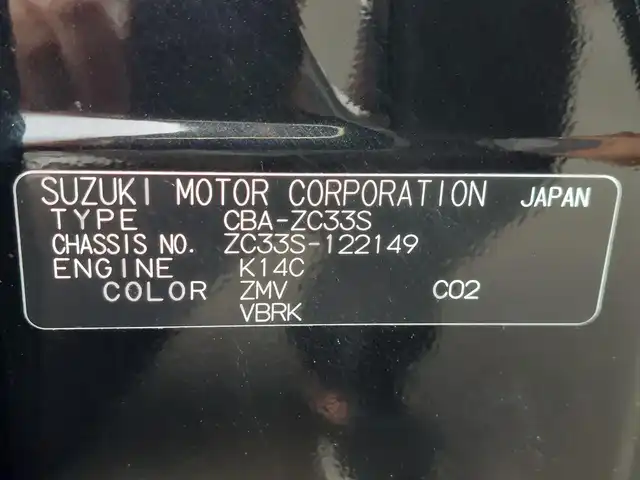 SUZUKI MOTOR CORPORATION JAPAN
TYPE CBA-ZC33S
CHASSIS NO. ZC33S-122149
ENGINE K14C
COLOR ZMV C02
VBRK